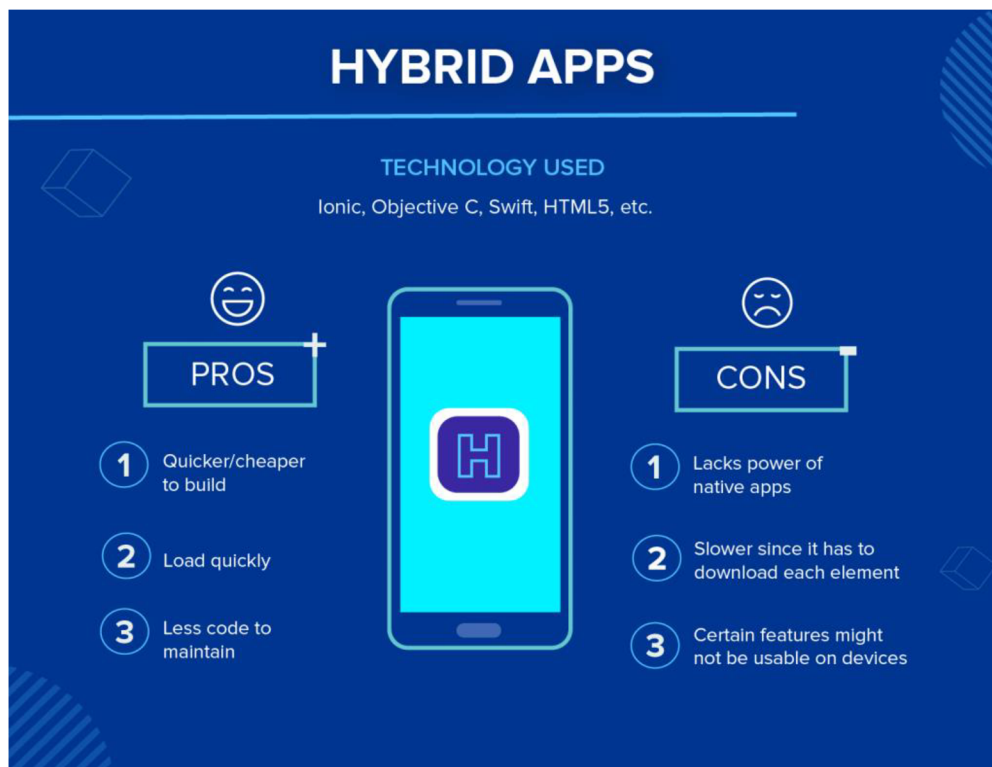 HYBRID APPS
TECHNOLOGY USED
Ionic, Objective C, Swift, HTML5, etc.
PROS
1
Quicker/cheaper
to build
2
Load quickly
3
Less code to
maintain
H
CONS
1
Lacks power of
native apps
2
Slower since it has to
download each element
3
Certain features might
not be usable on devices